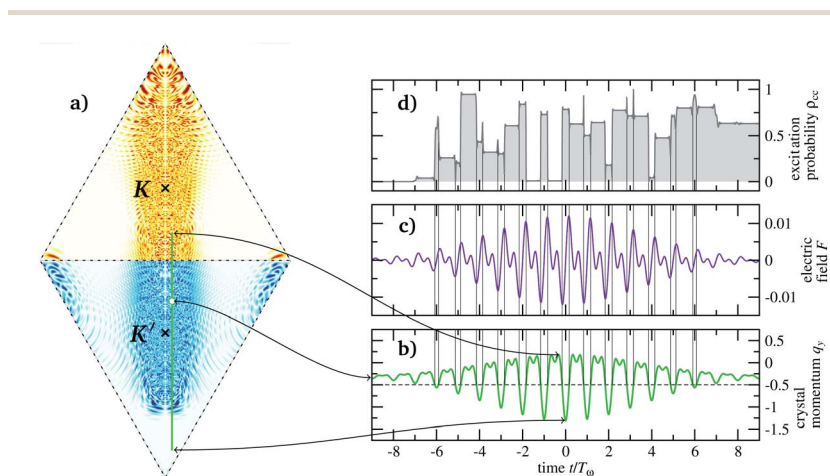 a)
K
K′
d)
1
0.5
0
excitation
probability ρcc
c)
0.01
0
-0.01
electric
field F
b)
0.5
0
-0.5
-1
-1.5
crystal
momentum qy
-8 -6 -4 -2 0 2 4 6 8
time t/Tω